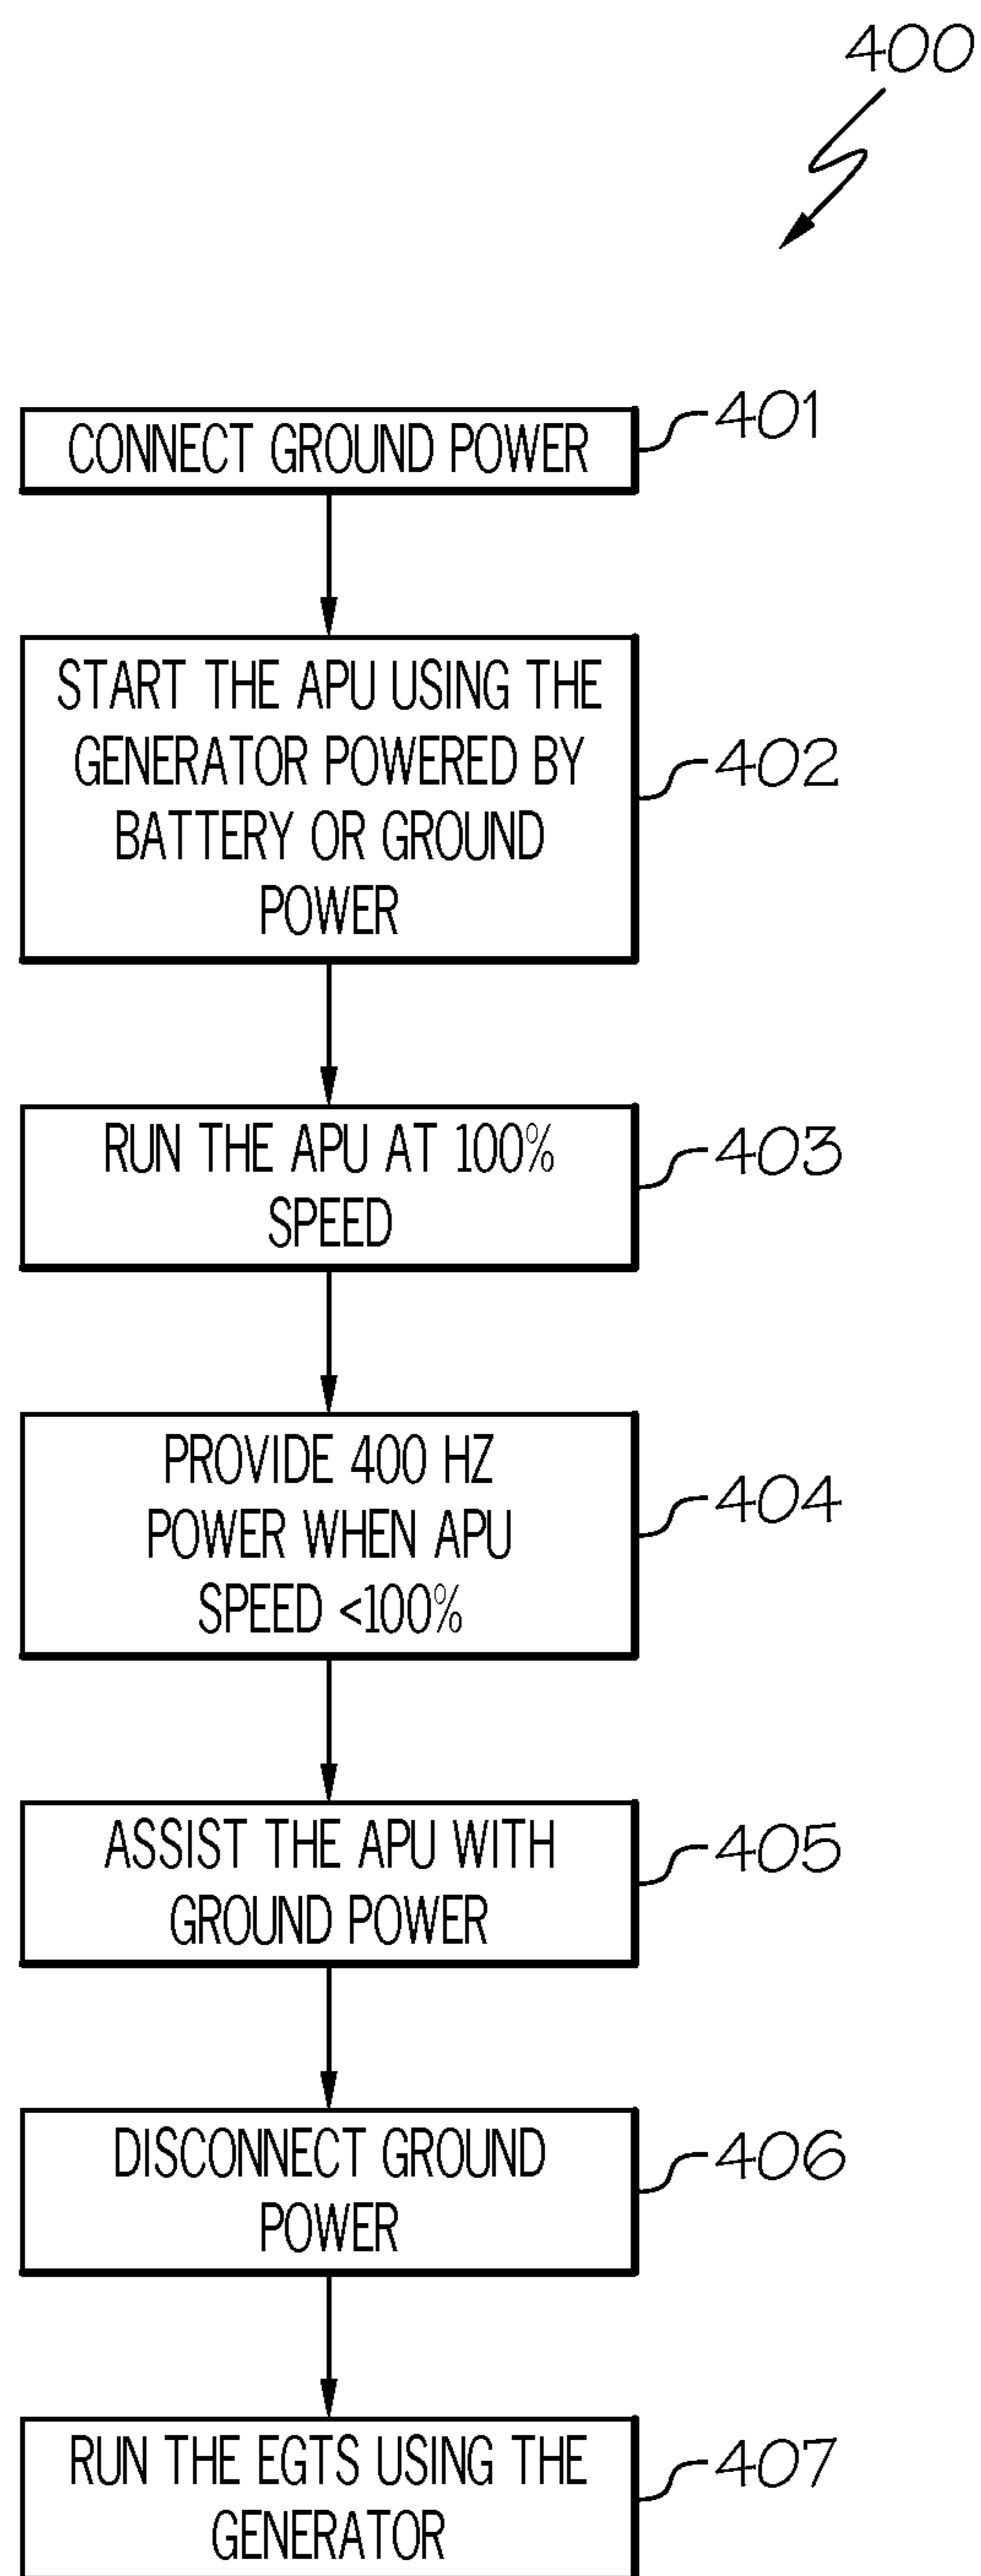 400
CONNECT GROUND POWER
401
START THE APU USING THE
GENERATOR POWERED BY
BATTERY OR GROUND
POWER
402
RUN THE APU AT 100%
SPEED
403
PROVIDE 400 HZ
POWER WHEN APU
SPEED <100%
404
ASSIST THE APU WITH
GROUND POWER
405
DISCONNECT GROUND
POWER
406
RUN THE EGTS USING THE
GENERATOR
407